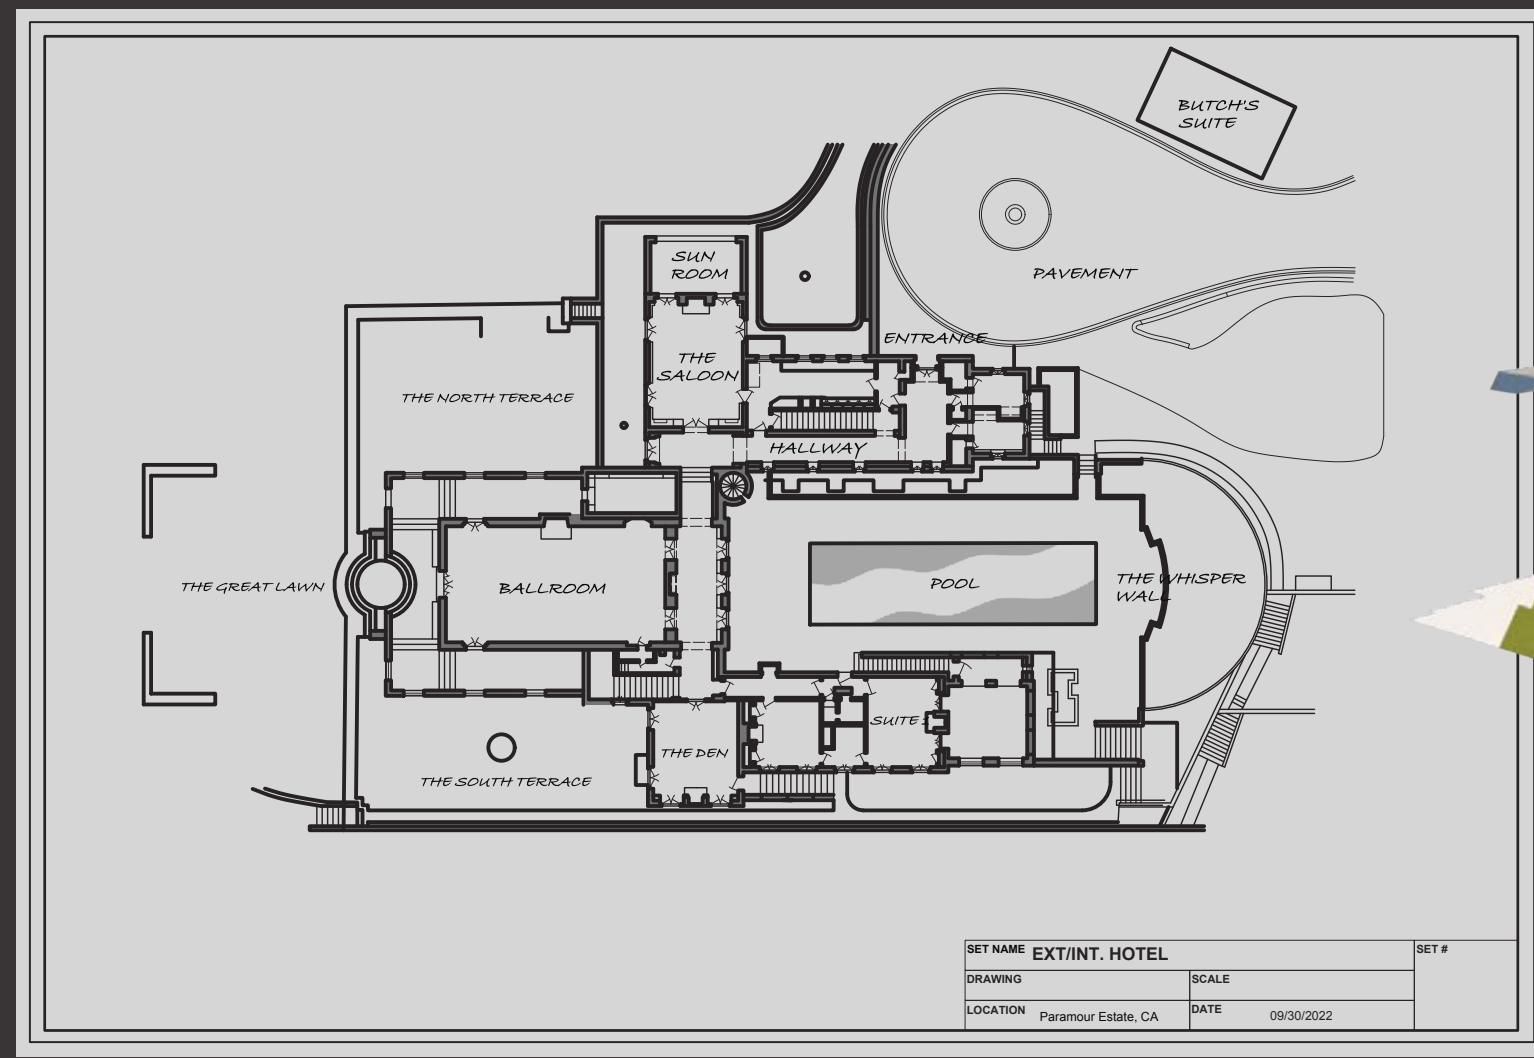 BUTCH'S
SUITE
SUN
ROOM
PAVEMENT
ENTRANCE
THE
SALOON
THE NORTH TERRACE
HALLWAY
THE GREAT LAWN
BALLROOM
POOL
THE WHISPER
WALL
SUITE
THE DEN
THE SOUTH TERRACE
SET NAME EXT/INT. HOTEL
SET #
DRAWING
SCALE
LOCATION Paramour Estate, CA
DATE 09/30/2022